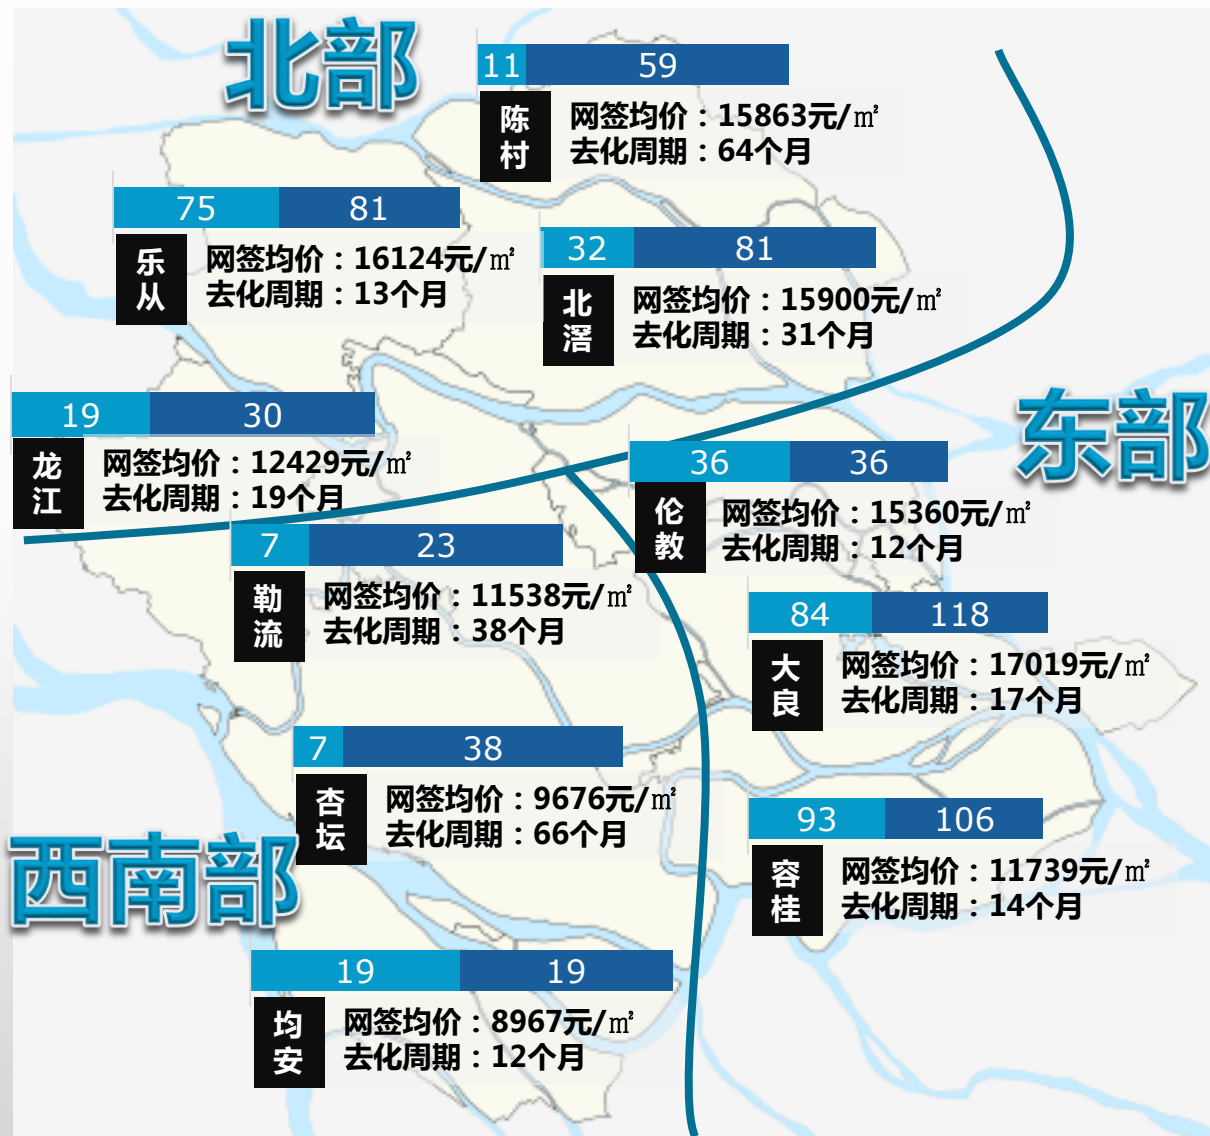 北部
11 59
陈村
网签均价：15863元/㎡
去化周期：64个月
75 81
乐从
网签均价：16124元/㎡
去化周期：13个月
32 81
北滘
网签均价：15900元/㎡
去化周期：31个月
东部
19 30
龙江
网签均价：12429元/㎡
去化周期：19个月
36 36
伦教
网签均价：15360元/㎡
去化周期：12个月
7 23
勒流
网签均价：11538元/㎡
去化周期：38个月
84 118
大良
网签均价：17019元/㎡
去化周期：17个月
7 38
杏坛
网签均价：9676元/㎡
去化周期：66个月
西南部
93 106
容桂
网签均价：11739元/㎡
去化周期：14个月
19 19
均安
网签均价：8967元/㎡
去化周期：12个月